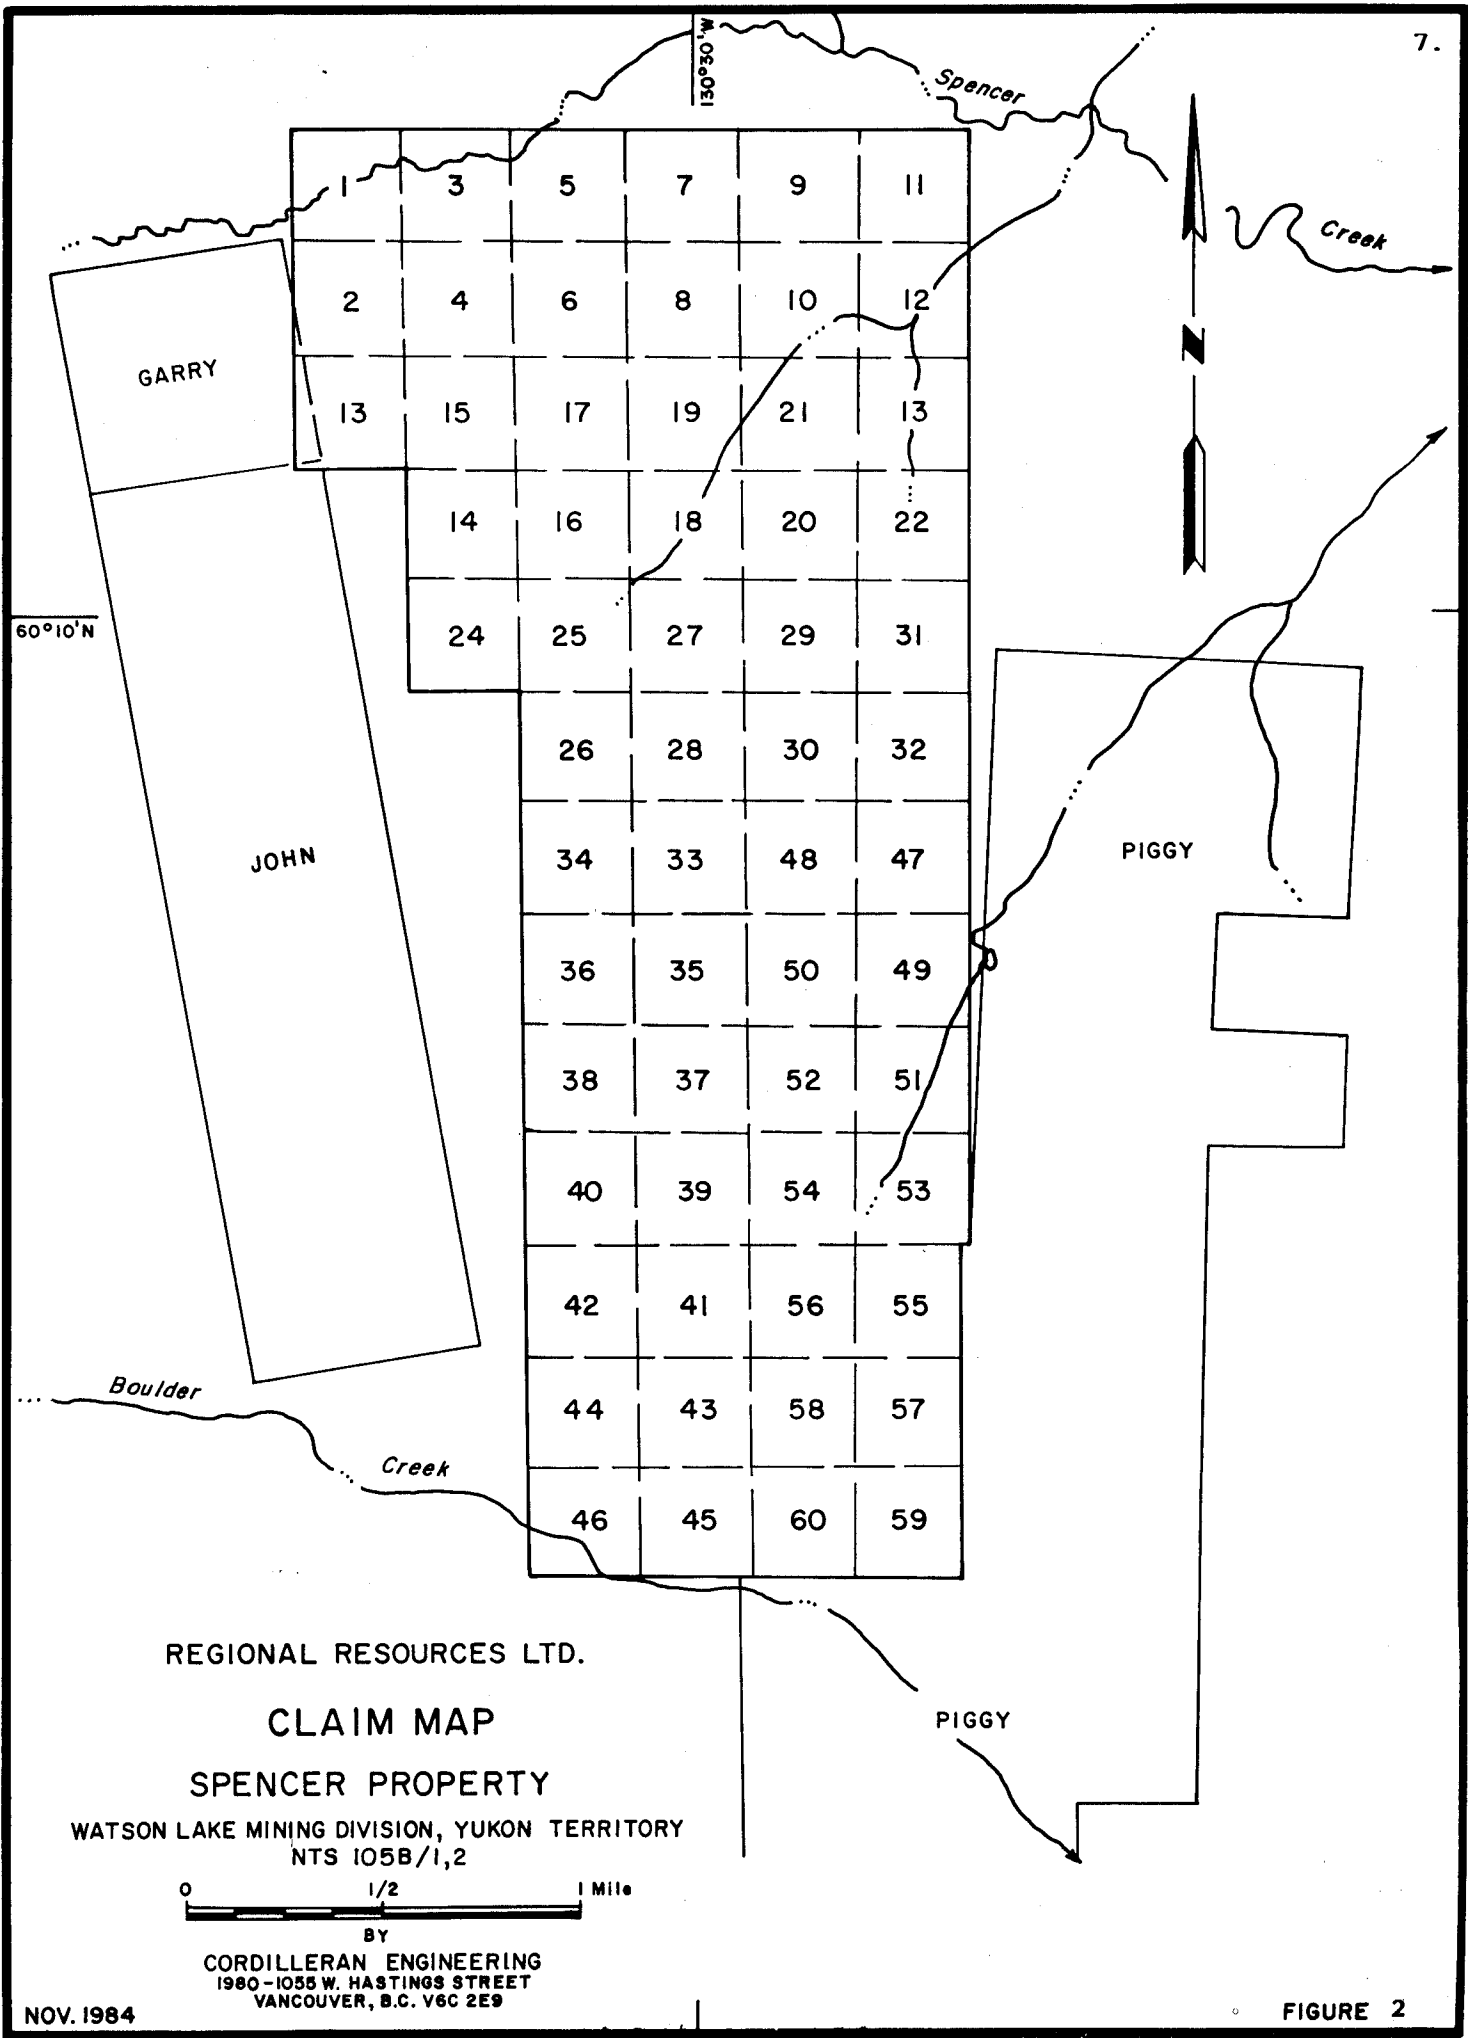 7.
130°30'W
Spencer
Creek
1 3 5 7 9 11
2 4 6 8 10 12
N
GARRY
13 15 17 19 21 13
14 16 18 20 22
60°10'N
24 25 27 29 31
26 28 30 32
JOHN
34 33 48 47
PIGGY
36 35 50 49
38 37 52 51
40 39 54 53
42 41 56 55
Boulder
44 43 58 57
Creek
46 45 60 59
REGIONAL RESOURCES LTD.
PIGGY
CLAIM MAP
SPENCER PROPERTY
WATSON LAKE MINING DIVISION, YUKON TERRITORY
NTS 105B/1,2
0 1/2 1 Mile
BY
CORDILLERAN ENGINEERING
1980-1055 W. HASTINGS STREET
VANCOUVER, B.C. V6C 2E9
NOV. 1984
FIGURE 2